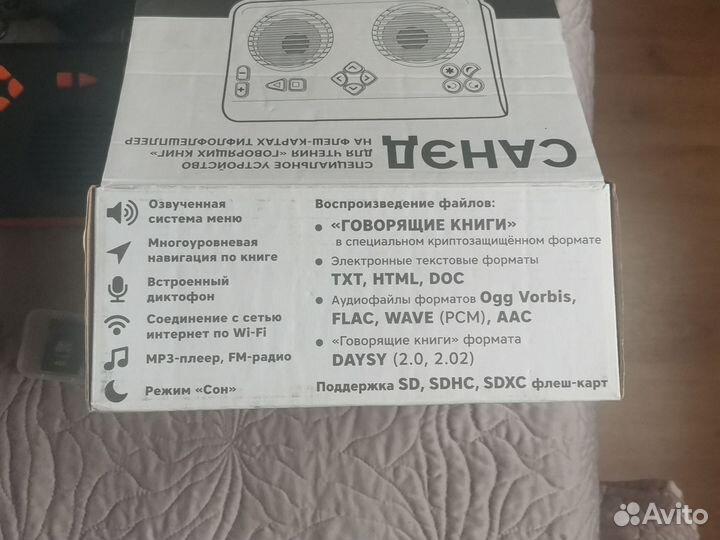 САНЭД
СПЕЦИАЛЬНОЕ УСТРОЙСТВО
ДЛЯ ЧТЕНИЯ «ГОВОРЯЩИХ КНИГ»
НА ФЛЕШ-КАРТАХ ТИФЛОФЛЕШПЛЕЕР
Озвученная
система меню
Многоуровневая
навигация по книге
Встроенный
диктофон
Соединение с сетью
интернет по Wi-Fi
MP3-плеер, FM-радио
Режим «Сон»
Воспроизведение файлов:
• «ГОВОРЯЩИЕ КНИГИ»
в специальном криптозащищённом формате
• Электронные текстовые форматы
TXT, HTML, DOC
• Аудиофайлы форматов Ogg Vorbis,
FLAC, WAVE (PCM), AAC
• «Говорящие книги» формата
DAYSY (2.0, 2.02)
Поддержка SD, SDHC, SDXC флеш-карт
Avito